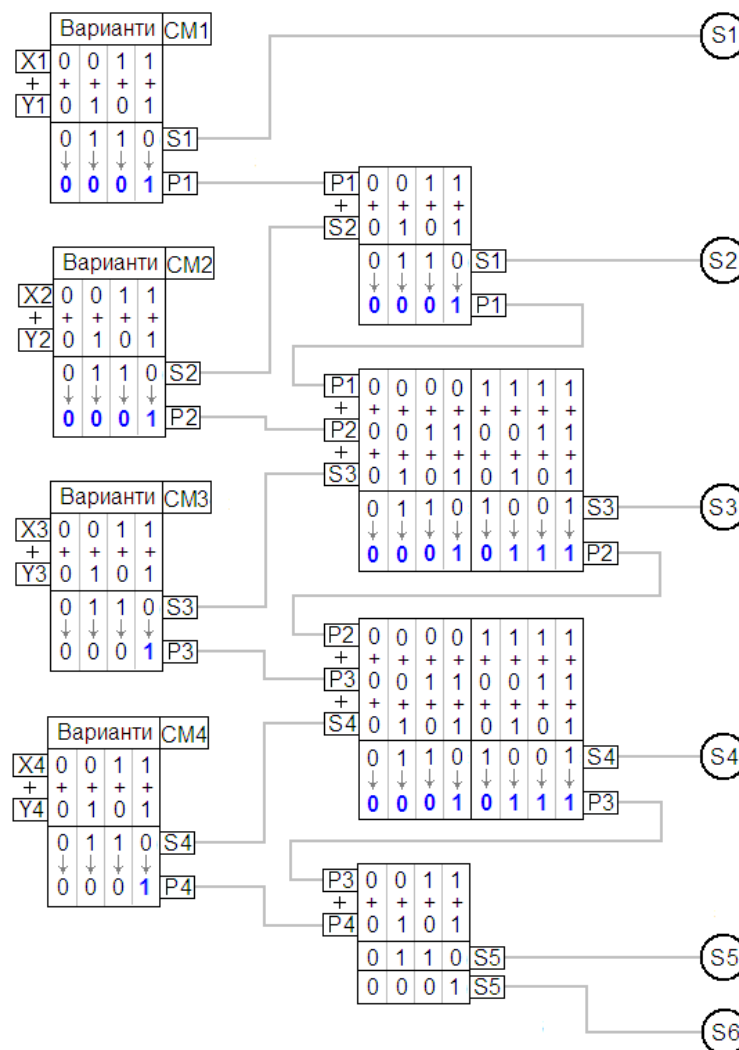 Варианти CM1 S1
X1 0 0 1 1
+ + + + +
Y1 0 1 0 1
0 1 1 0 S1
0 0 0 1 P1
P1 0 0 1 1
+ + + + +
S2 0 1 0 1
0 1 1 0 S1 S2
0 0 0 1 P1
Варианти CM2
X2 0 0 1 1
+ + + + +
Y2 0 1 0 1
0 1 1 0 S2
0 0 0 1 P2
P1 0 0 0 0 1 1 1 1
+ + + + + + + + +
P2 0 0 1 1 0 0 1 1
+ + + + + + + + +
S3 0 1 0 1 0 1 0 1
0 1 1 0 1 0 0 1 S3 S3
0 0 0 1 0 1 1 1 P2
Варианти CM3
X3 0 0 1 1
+ + + + +
Y3 0 1 0 1
0 1 1 0 S3
0 0 0 1 P3
P2 0 0 0 0 1 1 1 1
+ + + + + + + + +
P3 0 0 1 1 0 0 1 1
+ + + + + + + + +
S4 0 1 0 1 0 1 0 1
0 1 1 0 1 0 0 1 S4 S4
0 0 0 1 0 1 1 1 P3
Варианти CM4
X4 0 0 1 1
+ + + + +
Y4 0 1 0 1
0 1 1 0 S4
0 0 0 1 P4
P3 0 0 1 1
+ + + + +
P4 0 1 0 1
0 1 1 0 S5 S5
0 0 0 1 S5
S6